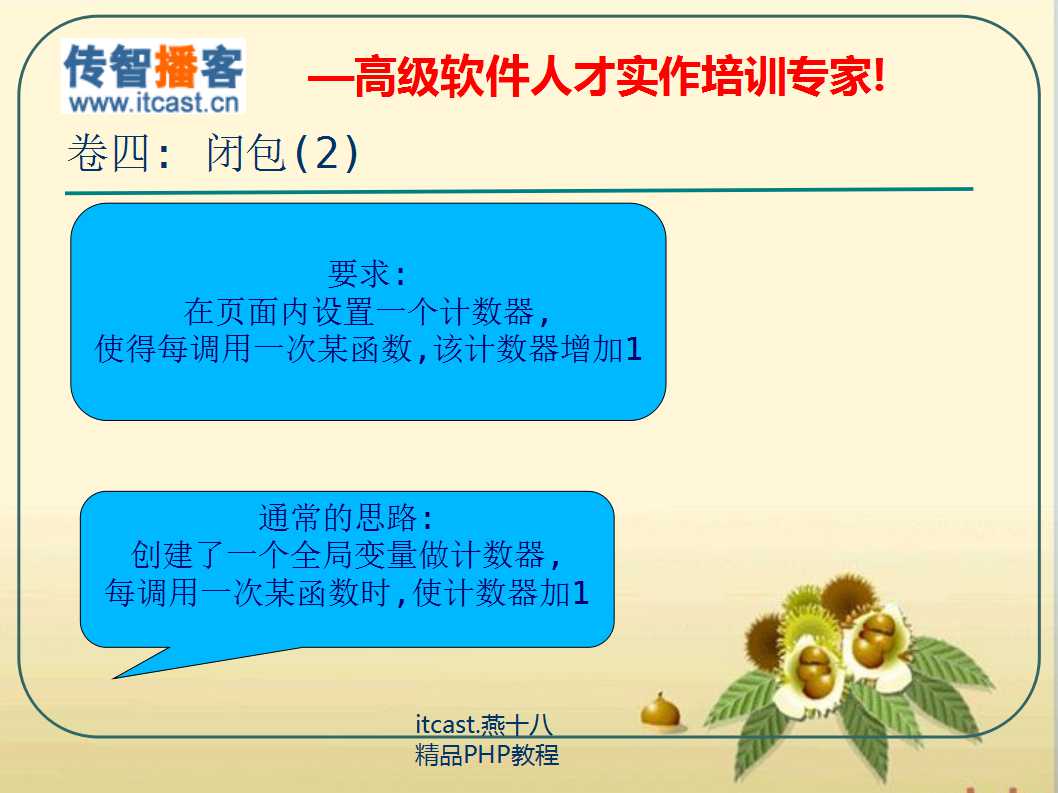 传智播客
www.itcast.cn
—高级软件人才实作培训专家!
卷四: 闭包(2)
要求:
在页面内设置一个计数器,
使得每调用一次某函数,该计数器增加1
通常的思路:
创建了一个全局变量做计数器,
每调用一次某函数时,使计数器加1
itcast.燕十八
精品PHP教程